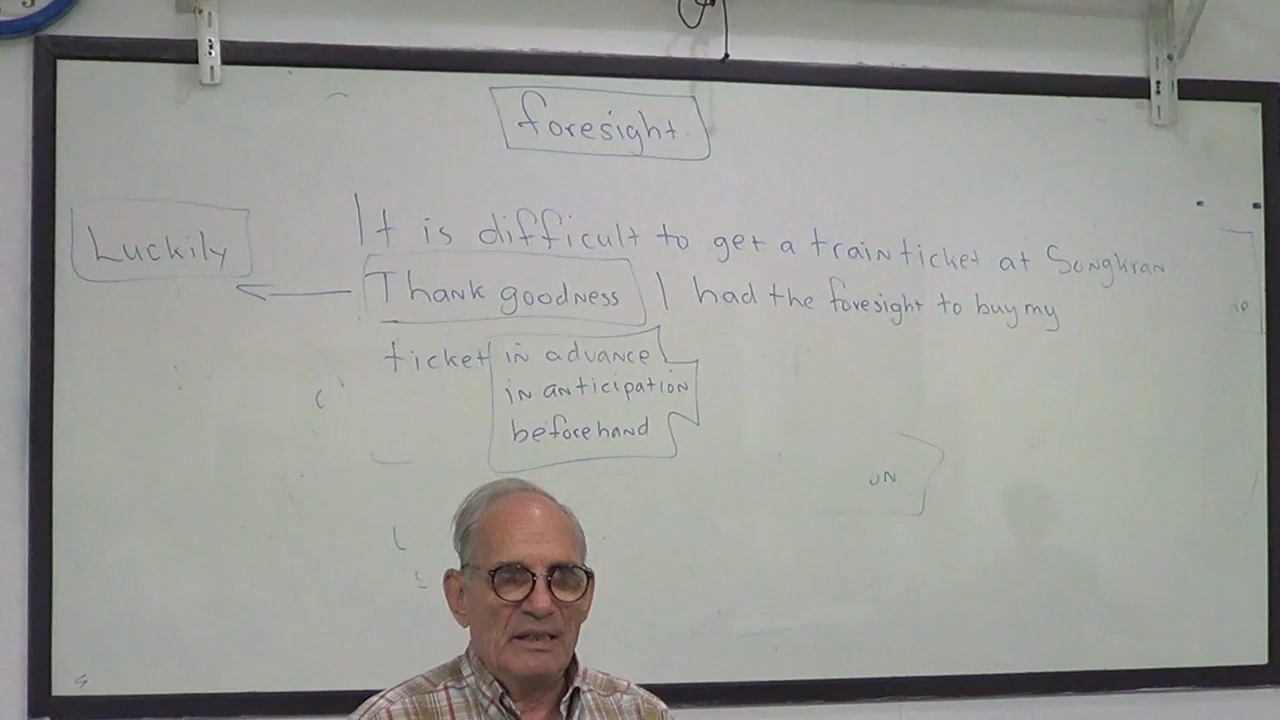 foresight.
Luckily
It is difficult to get a train ticket at Songkran.
Thank goodness I had the foresight to buy my
ticket in advance
in anticipation
beforehand